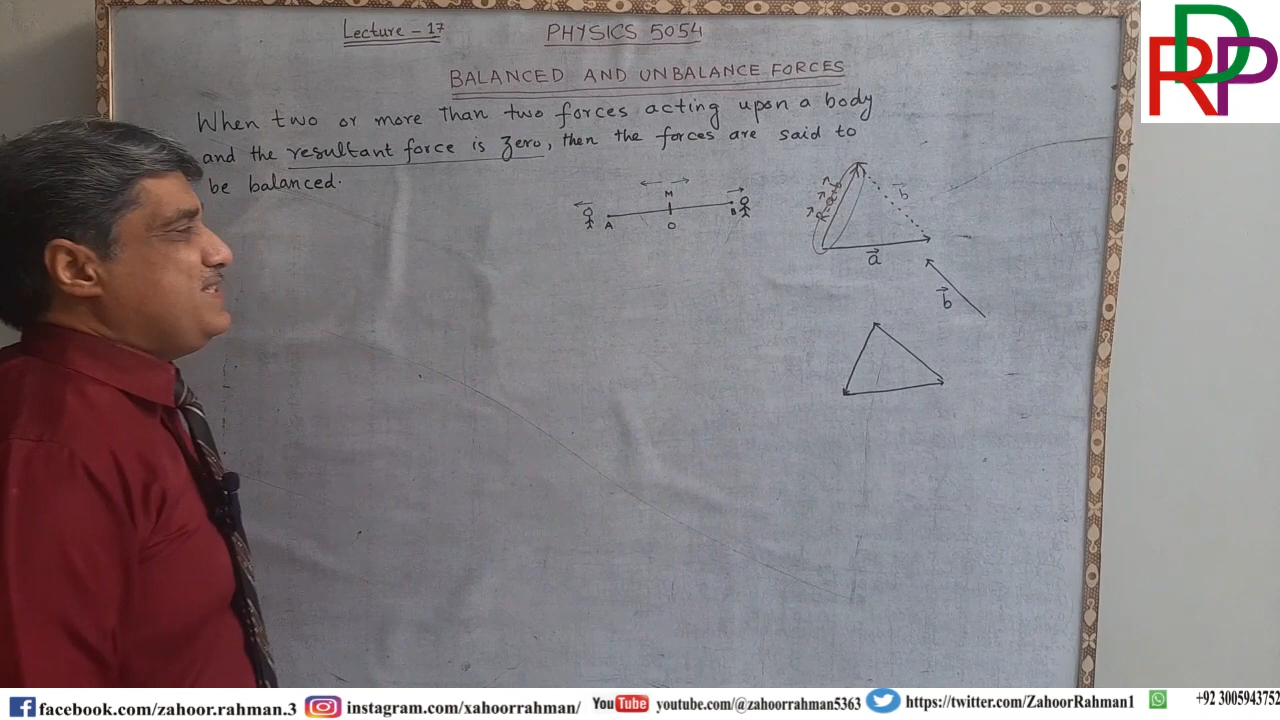 Lecture - 17
PHYSICS 5054
BALANCED AND UNBALANCE FORCES
When two or more than two forces acting upon a body
and the resultant force is zero, then the forces are said to
be balanced.
M
A
O
B
b
a
b
RDP
facebook.com/zahoor.rahman.3
instagram.com/xahoorrahman/
YouTube
youtube.com/@zahoorrahman5363
https://twitter.com/ZahoorRahman1
+92 3005943752